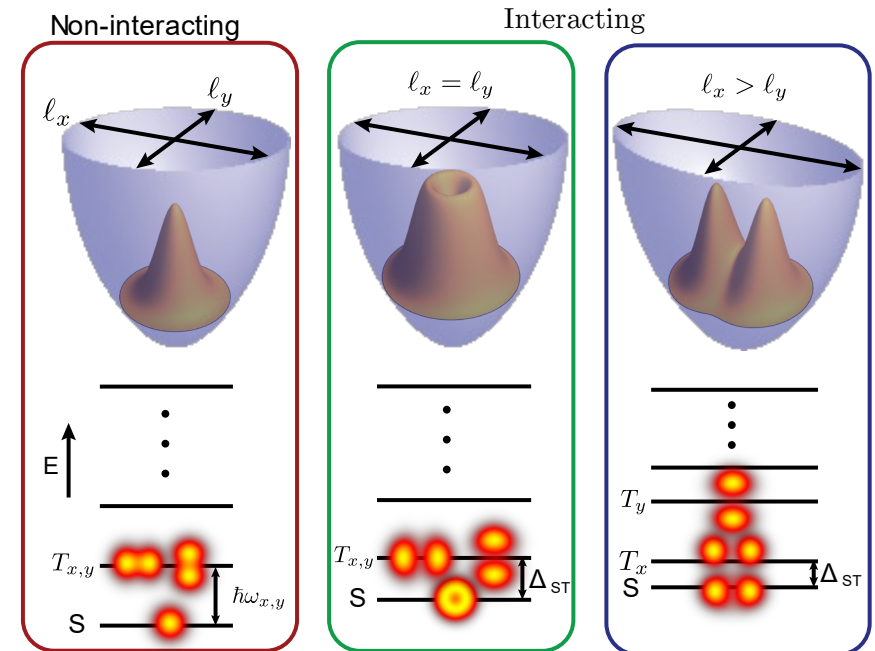 Non-interacting
Interacting
ℓx
ℓy
ℓx = ℓy
ℓx > ℓy
E
Tx,y
ħωx,y
S
Tx,y
S
ΔST
Ty
Tx
S
ΔST